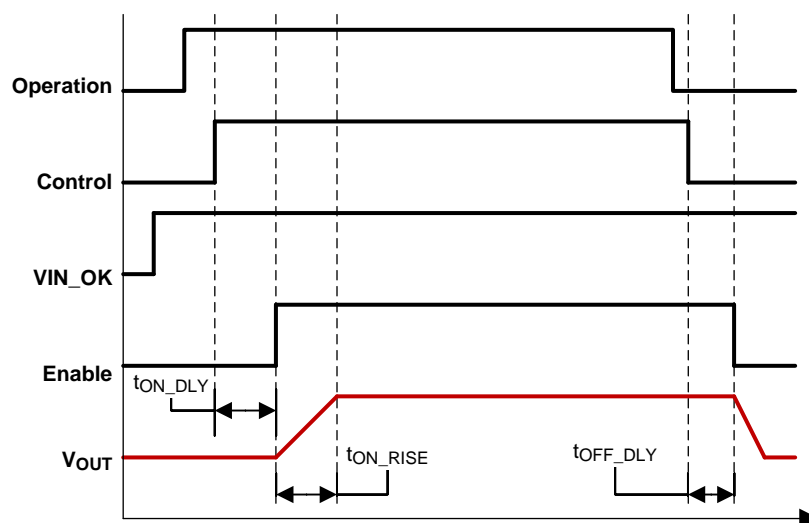 Operation
Control
VIN_OK
Enable
tON_DLY
VOUT
tON_RISE
tOFF_DLY